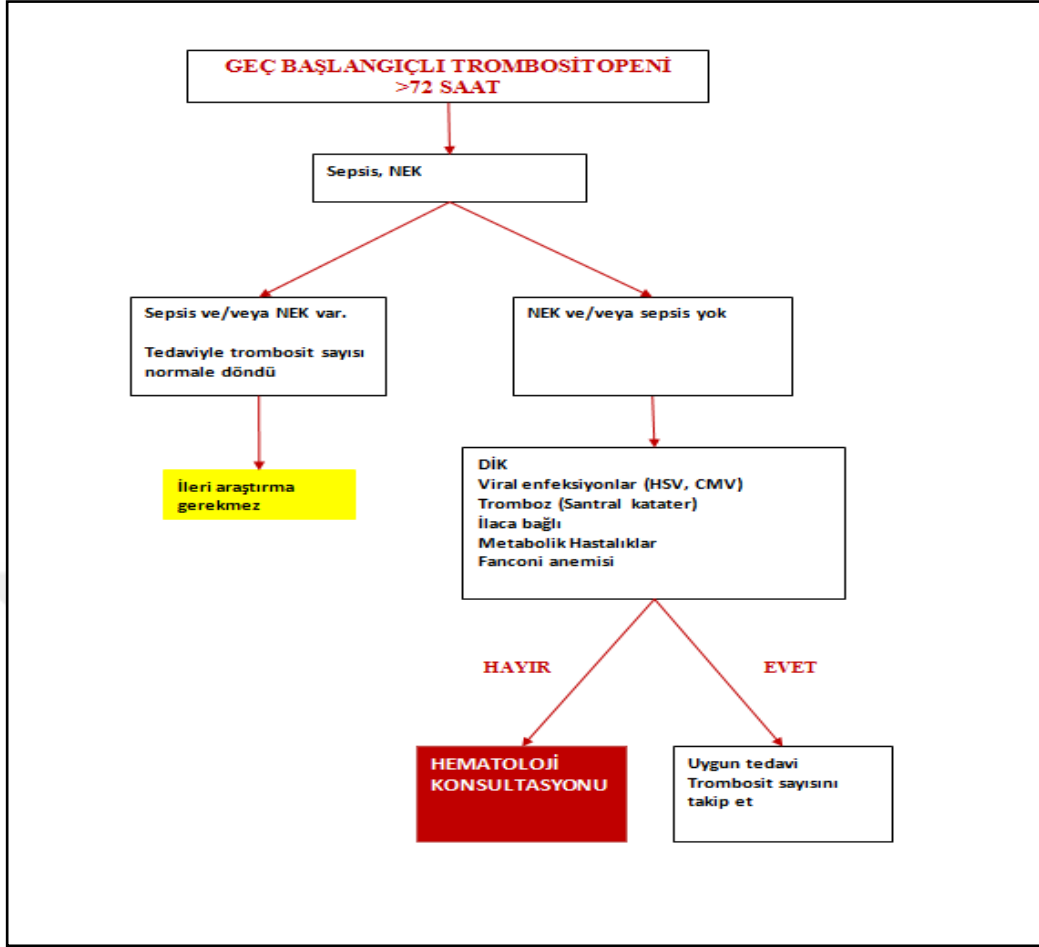 GEÇ BAŞLANGIÇLI TROMBOSİTOPENİ
>72 SAAT
Sepsis, NEK
Sepsis ve/veya NEK var.
Tedaviyle trombosit sayısı
normale döndü
NEK ve/veya sepsis yok
İleri araştırma
gerekmez
DİK
Viral enfeksiyonlar (HSV, CMV)
Tromboz (Santral katater)
İlaca bağlı
Metabolik Hastalıklar
Fanconi anemisi
HAYIR
EVET
HEMATOLOJİ
KONSULTASYONU
Uygun tedavi
Trombosit sayısını
takip et